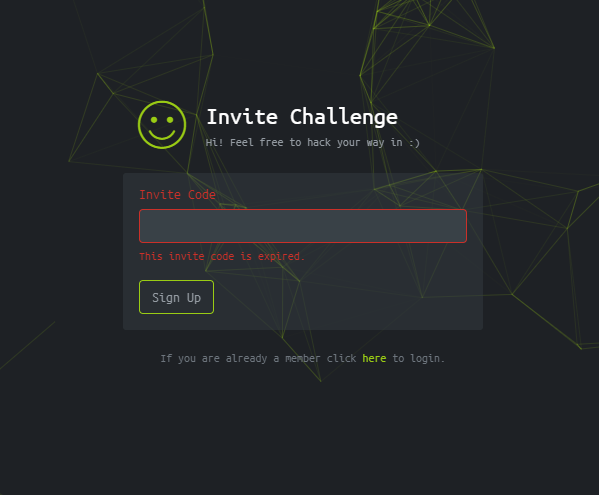 Invite Challenge
Hi! Feel free to hack your way in :)
Invite Code
This invite code is expired.
Sign Up
If you are already a member click here to login.